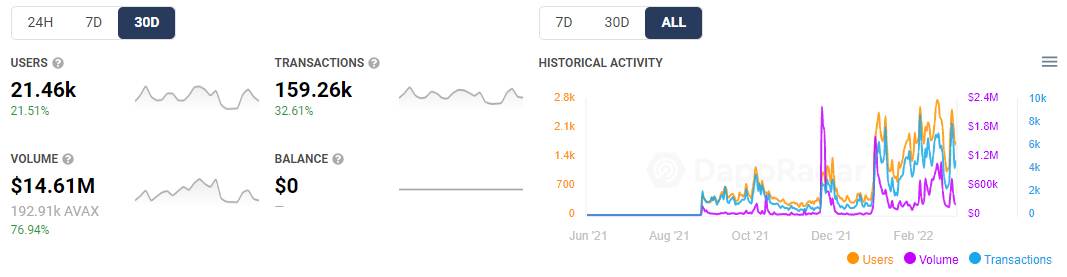 24H 7D 30D
USERS ?
21.46k
21.51%
TRANSACTIONS ?
159.26k
32.61%
VOLUME ?
$14.61M
192.91k AVAX
76.94%
BALANCE ?
$0
—
7D 30D ALL
HISTORICAL ACTIVITY
2.8k
2.1k
1.4k
700
0
$2.4M
$1.8M
$1.2M
$600k
$0
10k
8k
6k
4k
2k
0
DappRadar
Jun '21 Aug '21 Oct '21 Dec '21 Feb '22
Users Volume Transactions